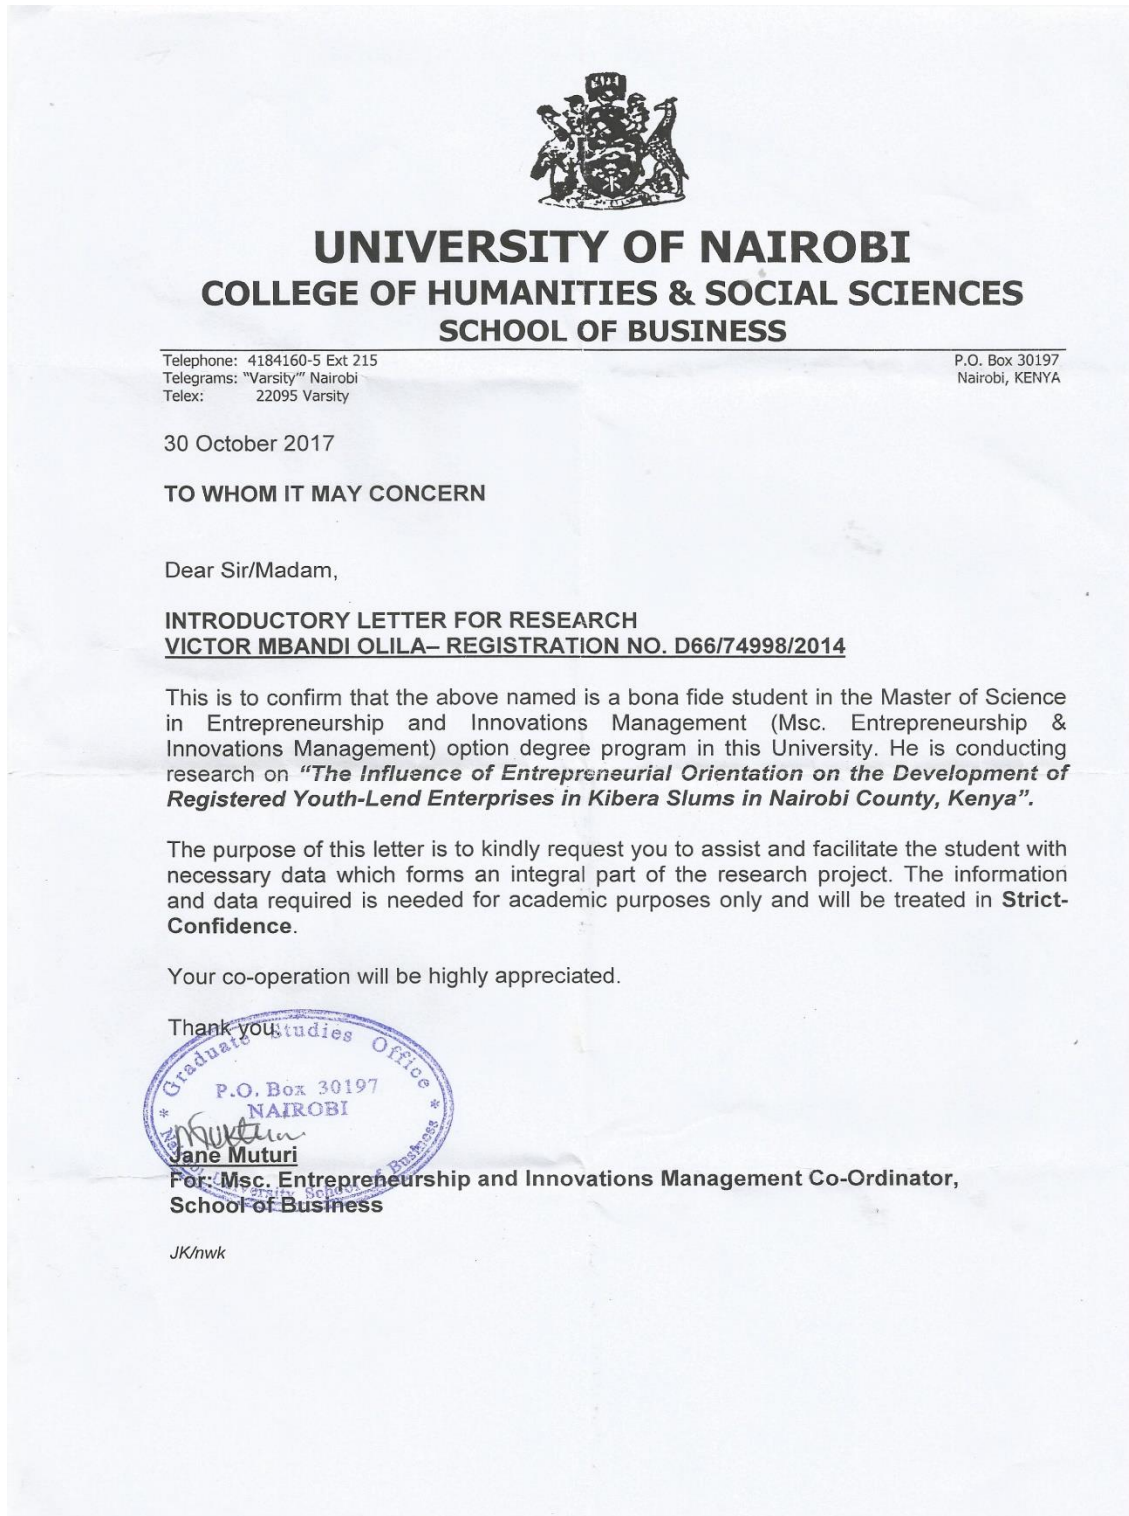 UNIVERSITY OF NAIROBI
COLLEGE OF HUMANITIES & SOCIAL SCIENCES
SCHOOL OF BUSINESS
Telephone: 4184160-5 Ext 215
Telegrams: "Varsity'" Nairobi
Telex: 22095 Varsity
P.O. Box 30197
Nairobi, KENYA
30 October 2017
TO WHOM IT MAY CONCERN
Dear Sir/Madam,
INTRODUCTORY LETTER FOR RESEARCH
VICTOR MBANDI OLILA– REGISTRATION NO. D66/74998/2014
This is to confirm that the above named is a bona fide student in the Master of Science
in Entrepreneurship and Innovations Management (Msc. Entrepreneurship &
Innovations Management) option degree program in this University. He is conducting
research on "The Influence of Entrepreneurial Orientation on the Development of
Registered Youth-Lend Enterprises in Kibera Slums in Nairobi County, Kenya".
The purpose of this letter is to kindly request you to assist and facilitate the student with
necessary data which forms an integral part of the research project. The information
and data required is needed for academic purposes only and will be treated in Strict-
Confidence.
Your co-operation will be highly appreciated.
Thank you
* Graduate Studies Office *
P.O. Box 30197
NAIROBI
Nairobi University School of Business
Jane Muturi
For: Msc. Entrepreneurship and Innovations Management Co-Ordinator,
School of Business
JK/nwk